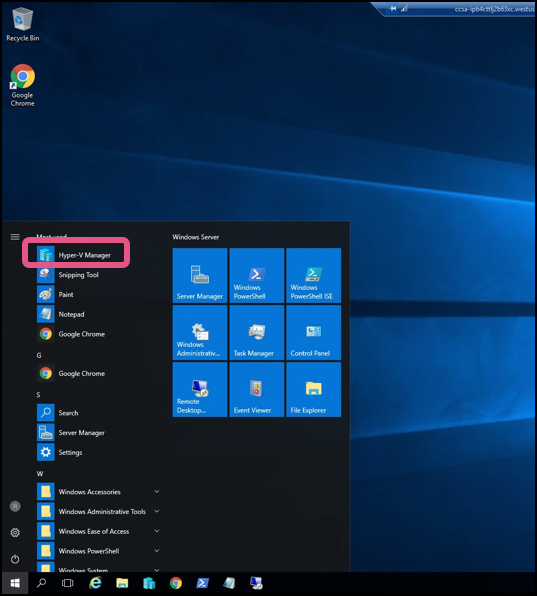 Recycle Bin
ccsa-ipb4cttlj2b63xc.westus
Google
Chrome
Most used
Windows Server
Hyper-V Manager
Snipping Tool
Paint
Notepad
Google Chrome
G
Google Chrome
S
Search
Server Manager
Settings
W
Windows Accessories
Windows Administrative Tools
Windows Ease of Access
Windows PowerShell
Windows System
Server Manager
Windows
PowerShell
Windows
PowerShell ISE
Windows
Administrativ...
Task Manager
Control Panel
Remote
Desktop...
Event Viewer
File Explorer